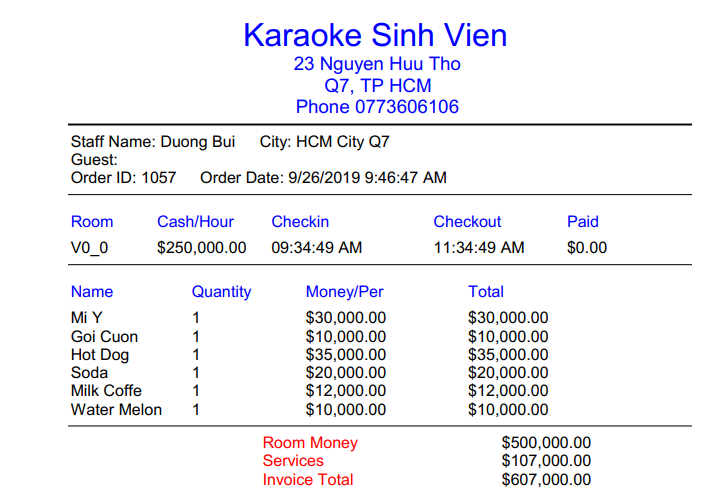 Karaoke Sinh Vien
23 Nguyen Huu Tho
Q7, TP HCM
Phone 0773606106
Staff Name: Duong Bui City: HCM City Q7
Guest:
Order ID: 1057 Order Date: 9/26/2019 9:46:47 AM
Room Cash/Hour Checkin Checkout Paid
V0_0 $250,000.00 09:34:49 AM 11:34:49 AM $0.00
Name Quantity Money/Per Total
Mi Y 1 $30,000.00 $30,000.00
Goi Cuon 1 $10,000.00 $10,000.00
Hot Dog 1 $35,000.00 $35,000.00
Soda 1 $20,000.00 $20,000.00
Milk Coffe 1 $12,000.00 $12,000.00
Water Melon 1 $10,000.00 $10,000.00
Room Money $500,000.00
Services $107,000.00
Invoice Total $607,000.00